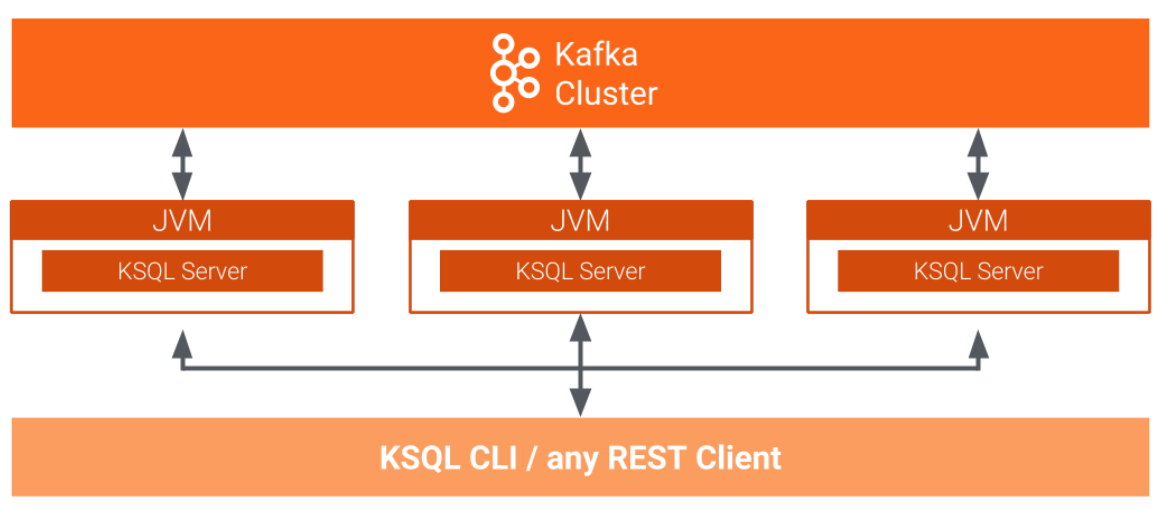 Kafka
Cluster
JVM
JVM
JVM
KSQL Server
KSQL Server
KSQL Server
KSQL CLI / any REST Client